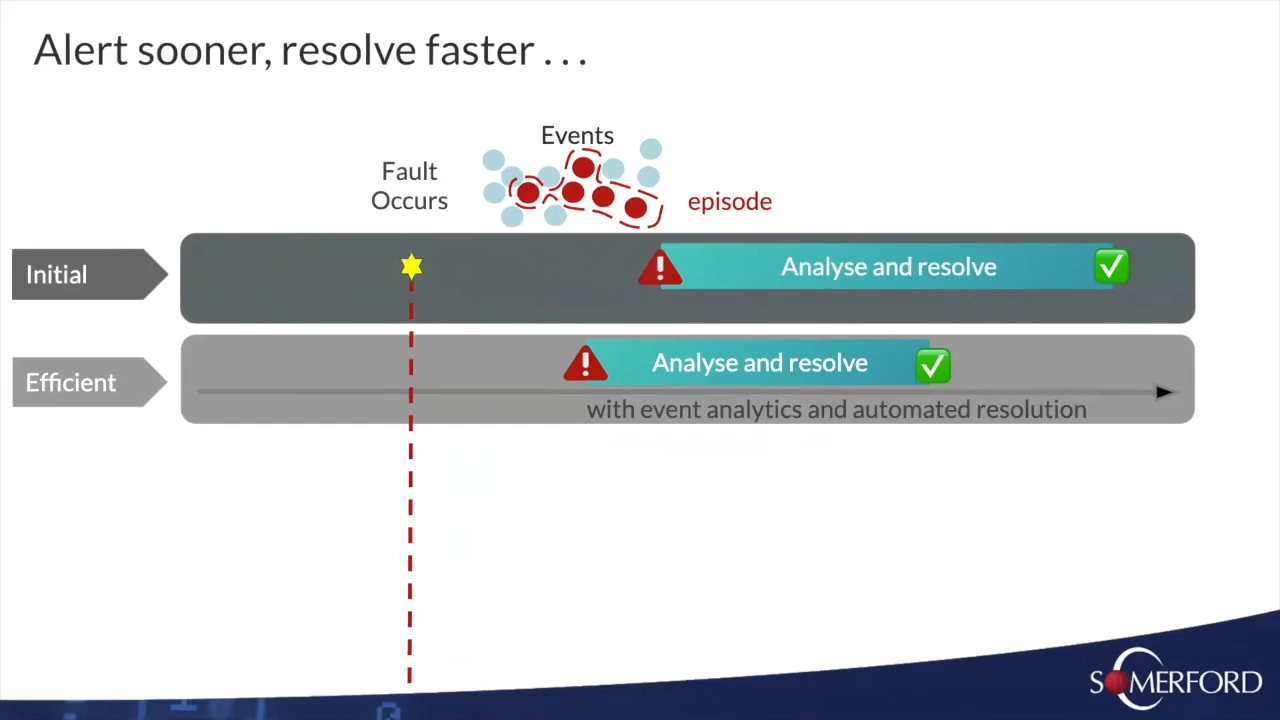 Alert sooner, resolve faster . . .
Events
Fault
Occurs
episode
Initial
Analyse and resolve
Efficient
Analyse and resolve
with event analytics and automated resolution
SOMERFORD